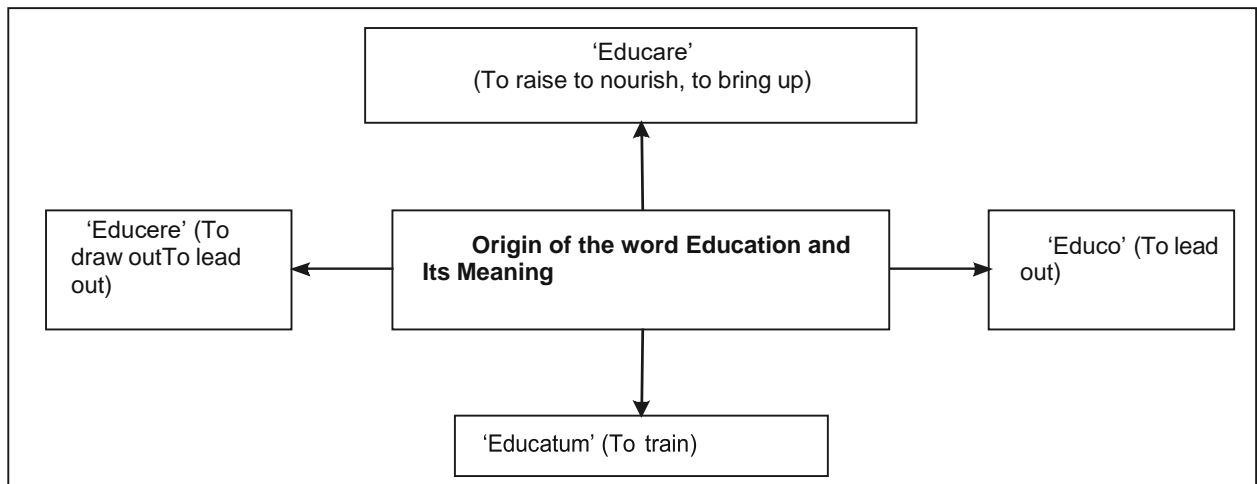 ‘Educare’
(To raise to nourish, to bring up)
‘Educere’ (To
draw outTo lead
out)
Origin of the word Education and
Its Meaning
‘Educo’ (To lead
out)
‘Educatum’ (To train)